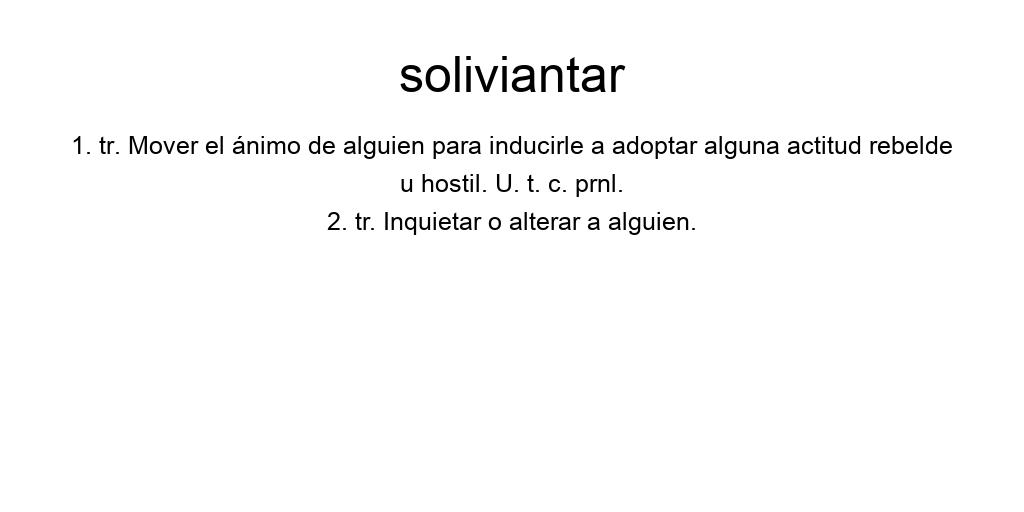 soliviantar
1. tr. Mover el ánimo de alguien para inducirle a adoptar alguna actitud rebelde
u hostil. U. t. c. prnl.
2. tr. Inquietar o alterar a alguien.